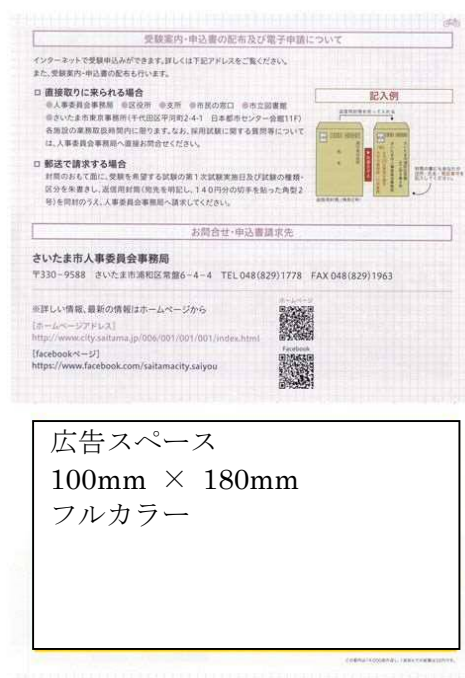 受験案内・申込書の配布及び電子申請について
インターネットで受験申込みができます。詳しくは下記アドレスをご覧ください。
また、受験案内・申込書の配布も行います。
直接取りに来られる場合
※人事委員会事務局 ※区役所 ※支所 ※市民の窓口 ※市立図書館
※さいたま市東京事務所(千代田区平河町2-4-1 日本都市センター会館11F)
各施設の業務取扱時間内に限ります。なお、採用試験に関する質問等については、
人事委員会事務局へ直接お問合せください。
郵送で請求する場合
封筒のおもて面に、受験を希望する試験の第1次試験実施日及び試験の種類・
区分を朱書きし、返信用封筒(宛先を明記し、140円分の切手を貼った角型2
号)を同封のうえ、人事委員会事務局へ請求してください。
記入例
お問合せ・申込書請求先
さいたま市人事委員会事務局
〒330-9588 さいたま市浦和区常盤6-4-4 TEL 048(829)1778 FAX 048(829)1963
※詳しい情報、最新の情報はホームページから
[ホームページアドレス]
http://www.city.saitama.jp/006/001/001/001/index.html
[facebookページ]
https://www.facebook.com/saitamacity.saiyou
ホームページ
Facebook
広告スペース
100mm × 180mm
フルカラー